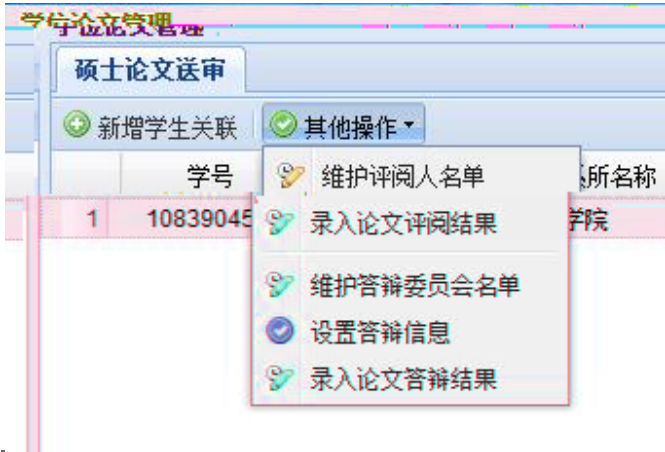 学位论文管理
硕士论文送审
新增学生关联 其他操作
学号 维护评阅人名单 所名称
1 10839045 录入论文评阅结果 学院
维护答辩委员会名单
设置答辩信息
录入论文答辩结果